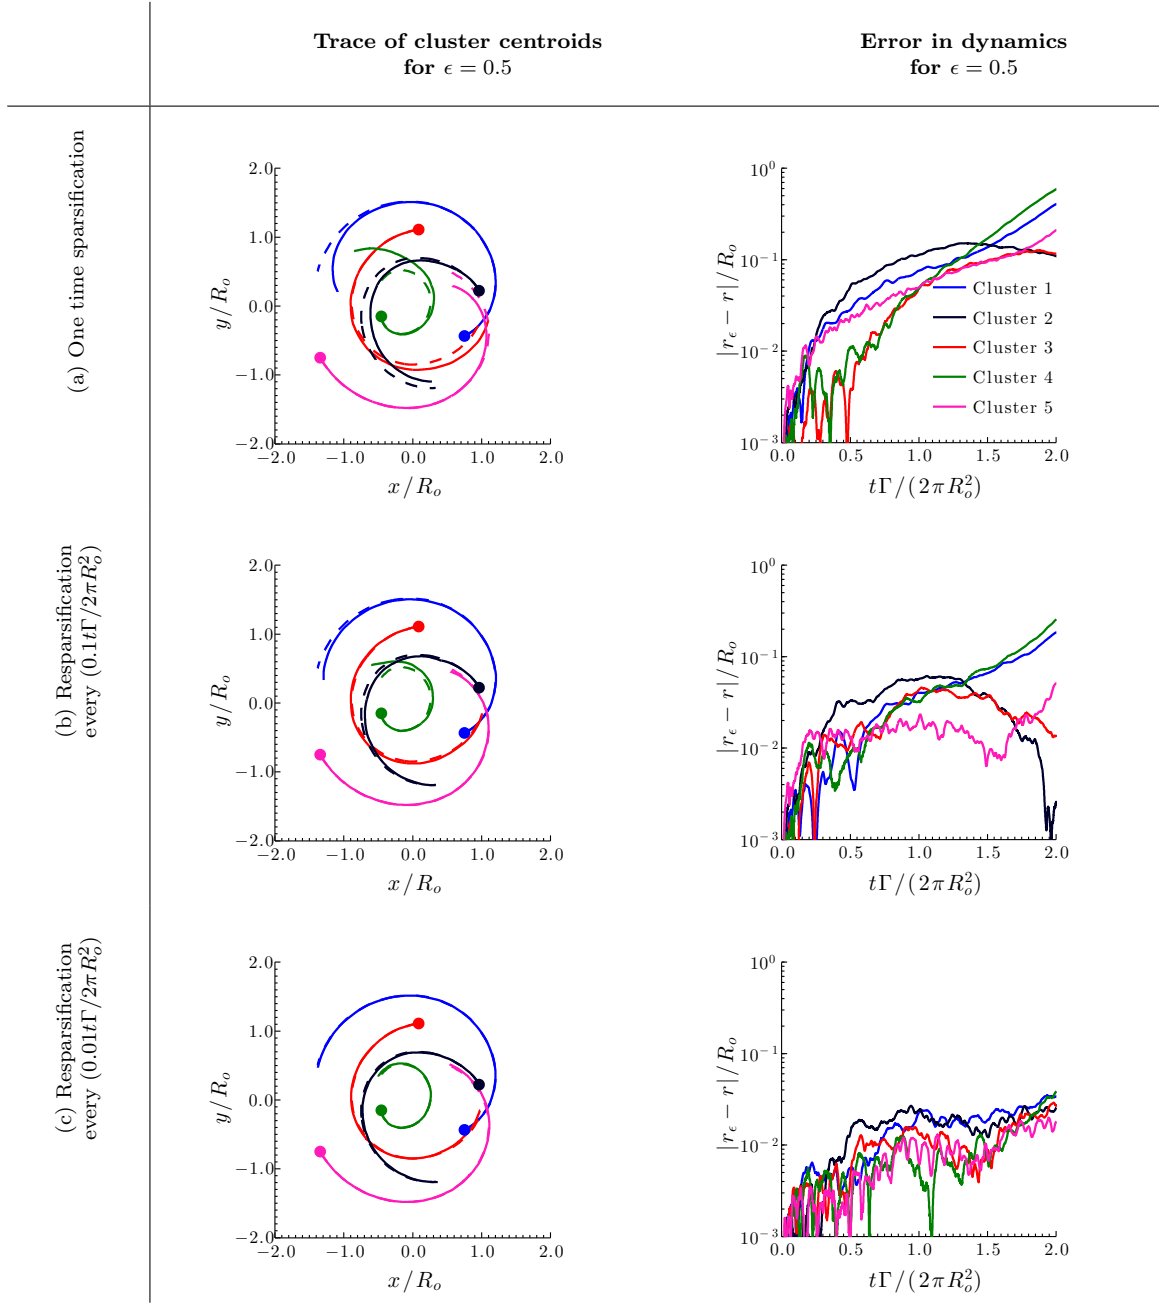 Trace of cluster centroids
for ϵ = 0.5
Error in dynamics
for ϵ = 0.5
(a) One time sparsification
2.0
1.0
0.0
−1.0
−2.0
−2.0 −1.0 0.0 1.0 2.0
y/R_o
x/R_o
10^0
10^−1
10^−2
10^−3
0.0 0.5 1.0 1.5 2.0
|r_ϵ − r|/R_o
tΓ/(2πR_o^2)
Cluster 1
Cluster 2
Cluster 3
Cluster 4
Cluster 5
(b) Resparsification
every (0.1tΓ/2πR_o^2)
2.0
1.0
0.0
−1.0
−2.0
−2.0 −1.0 0.0 1.0 2.0
y/R_o
x/R_o
10^0
10^−1
10^−2
10^−3
0.0 0.5 1.0 1.5 2.0
|r_ϵ − r|/R_o
tΓ/(2πR_o^2)
(c) Resparsification
every (0.01tΓ/2πR_o^2)
2.0
1.0
0.0
−1.0
−2.0
−2.0 −1.0 0.0 1.0 2.0
y/R_o
x/R_o
10^0
10^−1
10^−2
10^−3
0.0 0.5 1.0 1.5 2.0
|r_ϵ − r|/R_o
tΓ/(2πR_o^2)